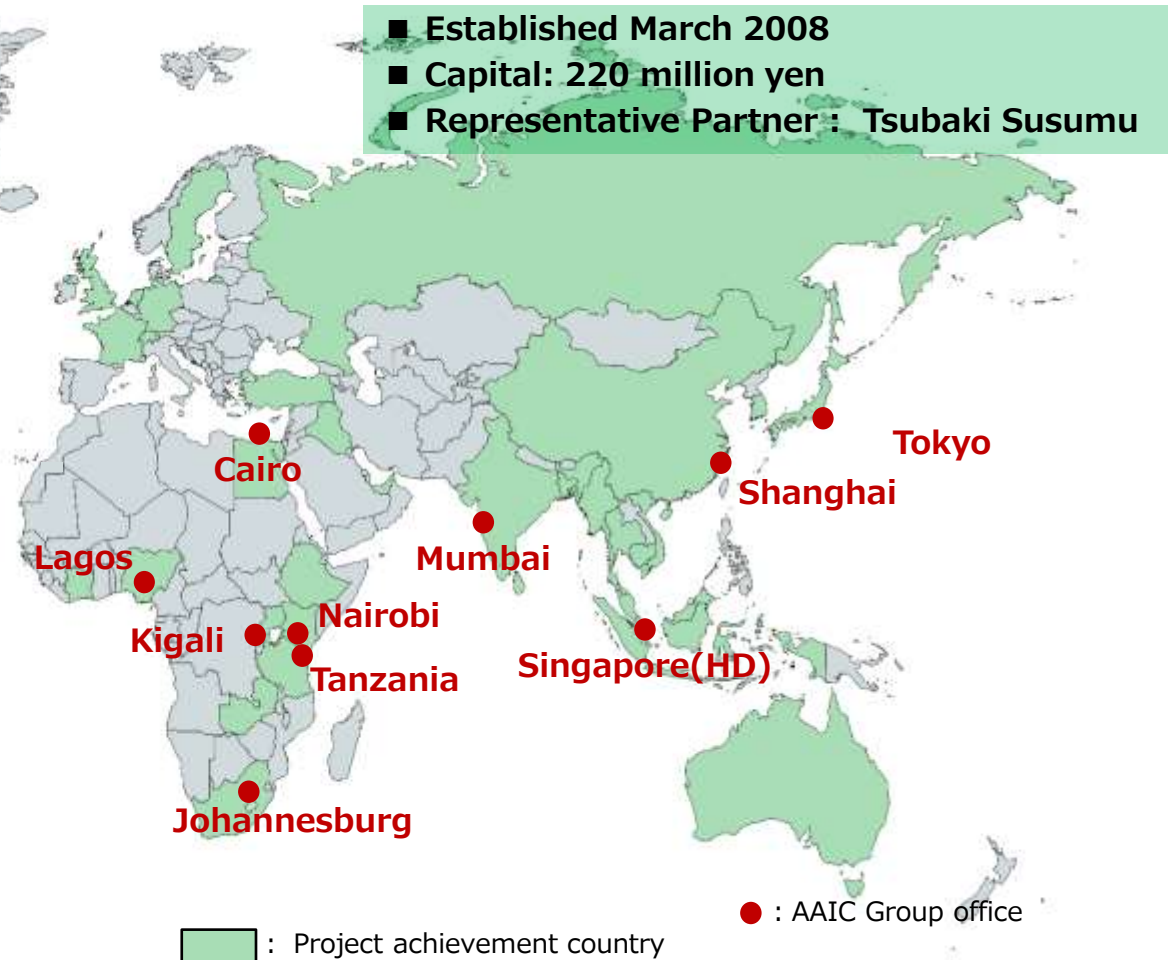 ■ Established March 2008
■ Capital: 220 million yen
■ Representative Partner : Tsubaki Susumu
Tokyo
Cairo
Shanghai
Lagos
Mumbai
Nairobi
Kigali
Singapore(HD)
Tanzania
Johannesburg
: AAIC Group office
: Project achievement country